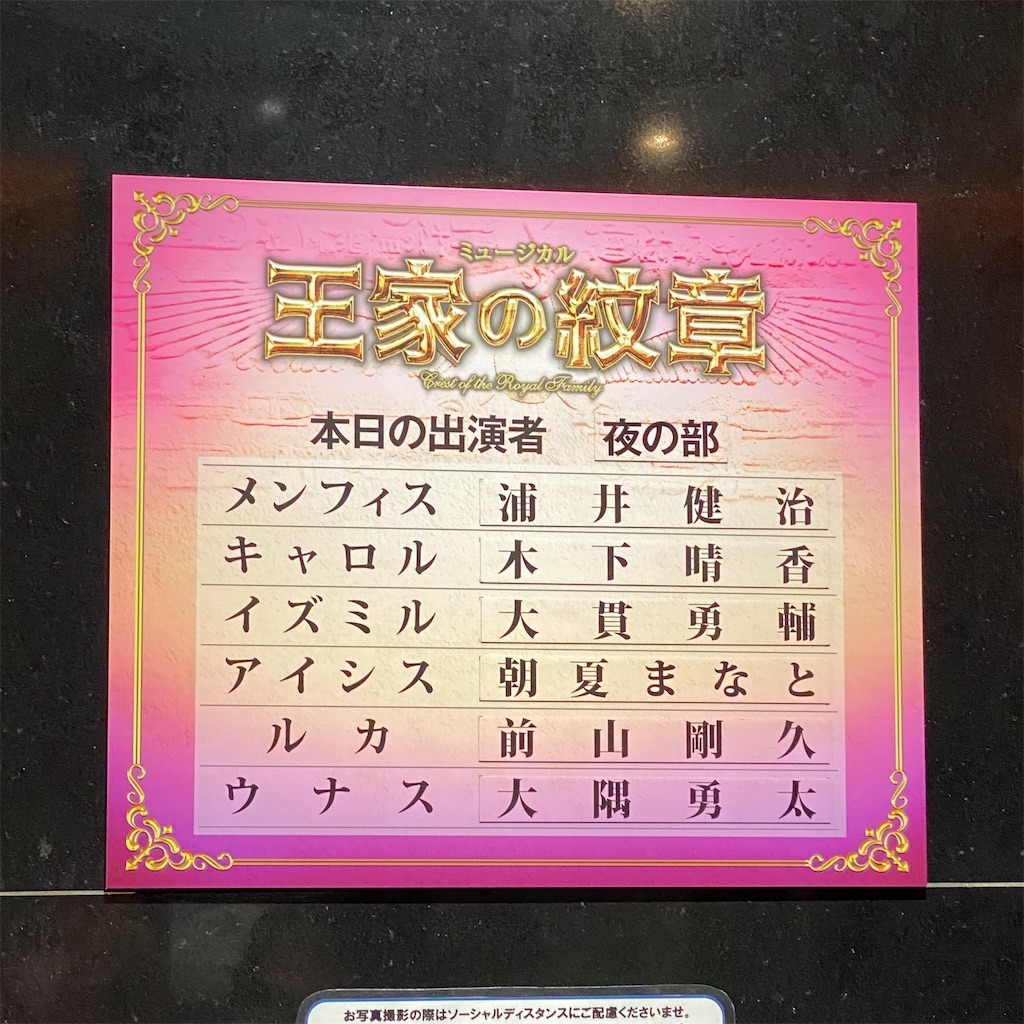 ミュージカル
王家の紋章
Crest of the Royal Family
本日の出演者 夜の部
メンフィス 浦井健治
キャロル 木下晴香
イズミル 大貫勇輔
アイシス 朝夏まなと
ルカ 前山剛久
ウナス 大隅勇太
お写真撮影の際はソーシャルディスタンスにご配慮くださいませ。